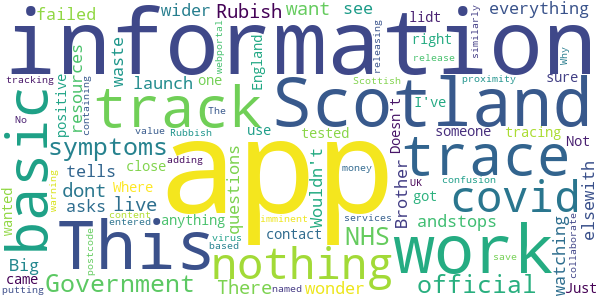 failed wider Rubish want see everything
information
lidt similarly
launch one England right releasing webportal
Scottish release
waste resources positive
tracking containing No
basic track Scotland
The use sure I've
tested someone proximity Why
Rubbish value
symptoms close Doesn't tracing Not
adding
app trace
dont tells Where money UK confusion
wanted asks live questions Wouldn't Brother covid got elsewith
This work
anything contact NHS services andstops
warning content entered imminent
nothing
virus based watching collaborate
Big There wonder
came postcode named save
putting Government official Just